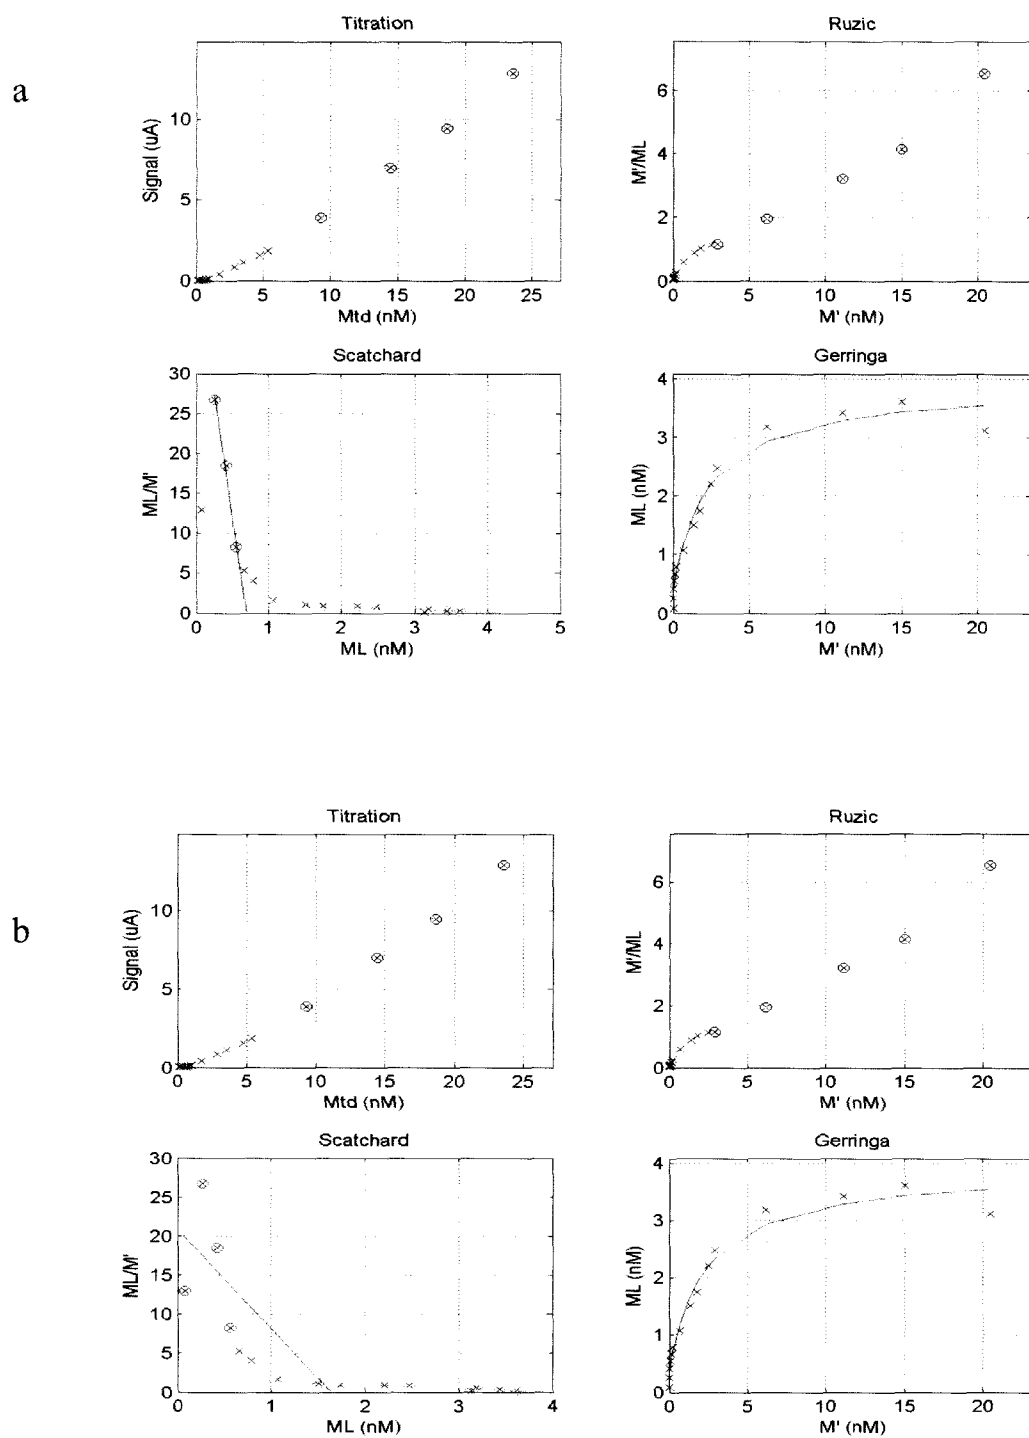 a
Titration
Signal (uA)
10
5
0
0 5 10 15 20 25
Mtd (nM)
Ruzic
M'/ML
6
4
2
0
0 5 10 15 20
M' (nM)
Scatchard
ML/M'
30
25
20
15
10
5
0
0 1 2 3 4 5
ML (nM)
Gerringa
ML (nM)
4
3
2
1
0
0 5 10 15 20
M' (nM)
b
Titration
Signal (uA)
10
5
0
0 5 10 15 20 25
Mtd (nM)
Ruzic
M'/ML
6
4
2
0
0 5 10 15 20
M' (nM)
Scatchard
ML/M'
30
25
20
15
10
5
0
0 1 2 3 4
ML (nM)
Gerringa
ML (nM)
4
3
2
1
0
0 5 10 15 20
M' (nM)